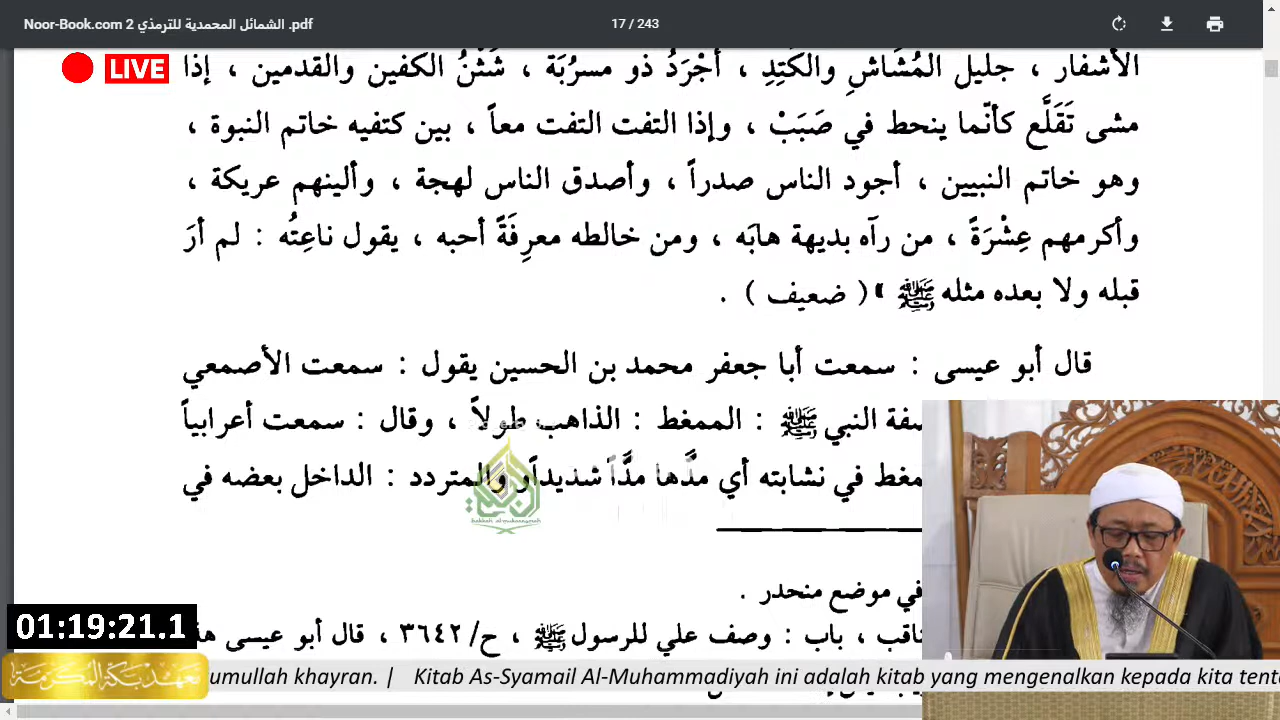 Noor-Book.com 2 الشمائل المحمدية للترمذي .pdf
17 / 243
LIVE
الأشفار ، جليل المُشَاشِ والكَتِدِ ، أجْرَدُ ذو مسرُبَة ، شَثْنُ الكفين والقدمين ، إذا
مشى تَقَلَّع كأنّما ينحط في صَبَبْ ، وإذا التفت التفت معاً ، بين كتفيه خاتم النبوة ،
وهو خاتم النبيين ، أجود الناس صدراً ، وأصدق الناس لهجة ، وألينهم عريكة ،
وأكرمهم عِشْرَةً ، من رآه بديهة هابَه ، ومن خالطه معرِفَةً أحبه ، يقول ناعِتُه : لم أرَ
قبله ولا بعده مثله ﷺ » ( ضعيف ) .
قال أبو عيسى : سمعت أبا جعفر محمد بن الحسين يقول : سمعت الأصمعي
صفة النبي ﷺ : الممغط : الذاهب طولاً ، وقال : سمعت أعرابياً
مغط في نشابته أي مدَّها مدَّاً شديداً والمتردد : الداخل بعضه في
في موضع منحدر .
ناقب ، باب : وصف علي للرسول ﷺ ، ح/ ٣٦٤٢ ، قال أبو عيسى
01:19:21.1
معهد بكة المكرمة
umullah khayran. | Kitab As-Syamail Al-Muhammadiyah ini adalah kitab yang mengenalkan kepada kita tent